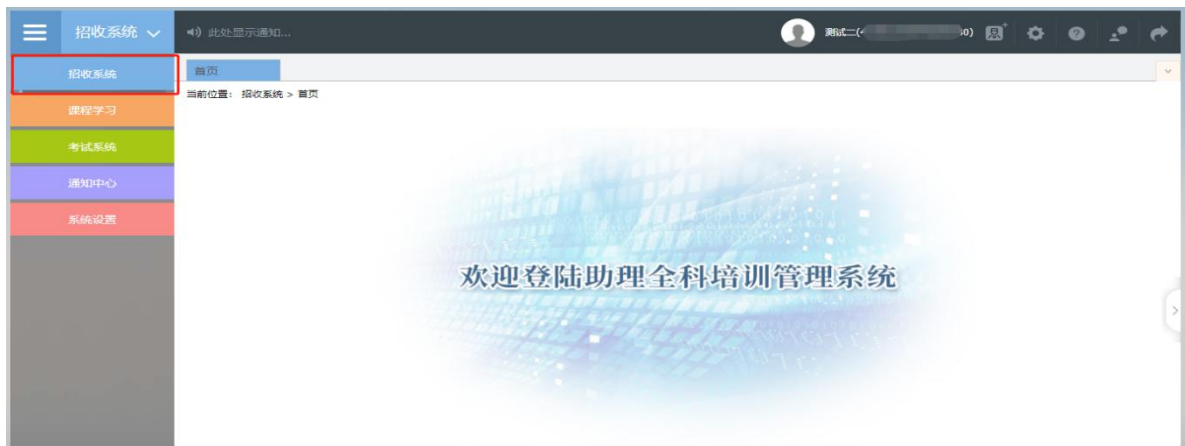 招收系统
此处显示通知...
测试二(
0)
招收系统
首页
当前位置： 招收系统 > 首页
课程学习
考试系统
通知中心
系统设置
欢迎登陆助理全科培训管理系统